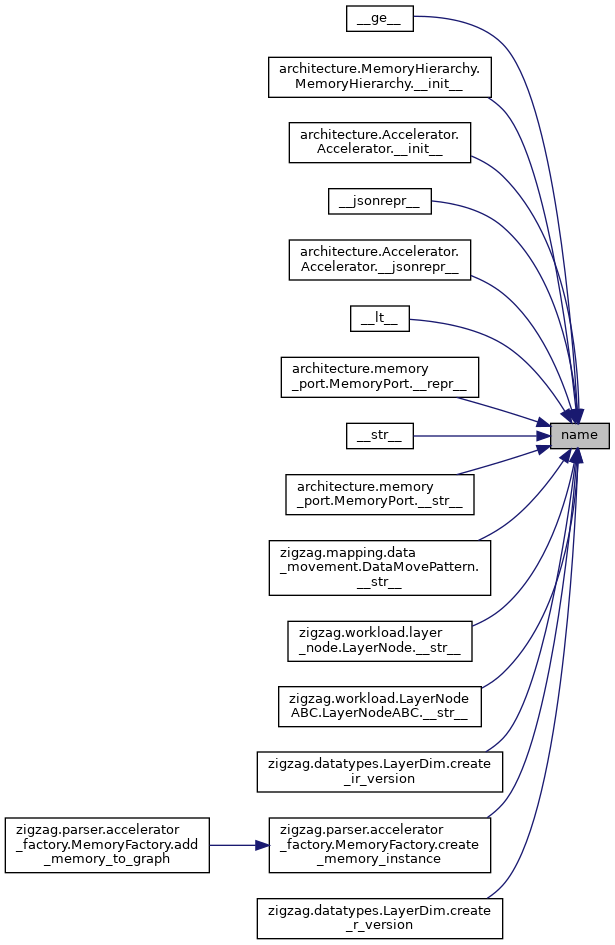 __ge__
architecture.MemoryHierarchy.
MemoryHierarchy.__init__
architecture.Accelerator.
Accelerator.__init__
__jsonrepr__
architecture.Accelerator.
Accelerator.__jsonrepr__
__lt__
architecture.memory
_port.MemoryPort.__repr__
name
__str__
architecture.memory
_port.MemoryPort.__str__
zigzag.mapping.data
_movement.DataMovePattern.
__str__
zigzag.workload.layer
_node.LayerNode.__str__
zigzag.workload.LayerNode
ABC.LayerNodeABC.__str__
zigzag.datatypes.LayerDim.create
_ir_version
zigzag.parser.accelerator
_factory.MemoryFactory.add
_memory_to_graph
zigzag.parser.accelerator
_factory.MemoryFactory.create
_memory_instance
zigzag.datatypes.LayerDim.create
_r_version